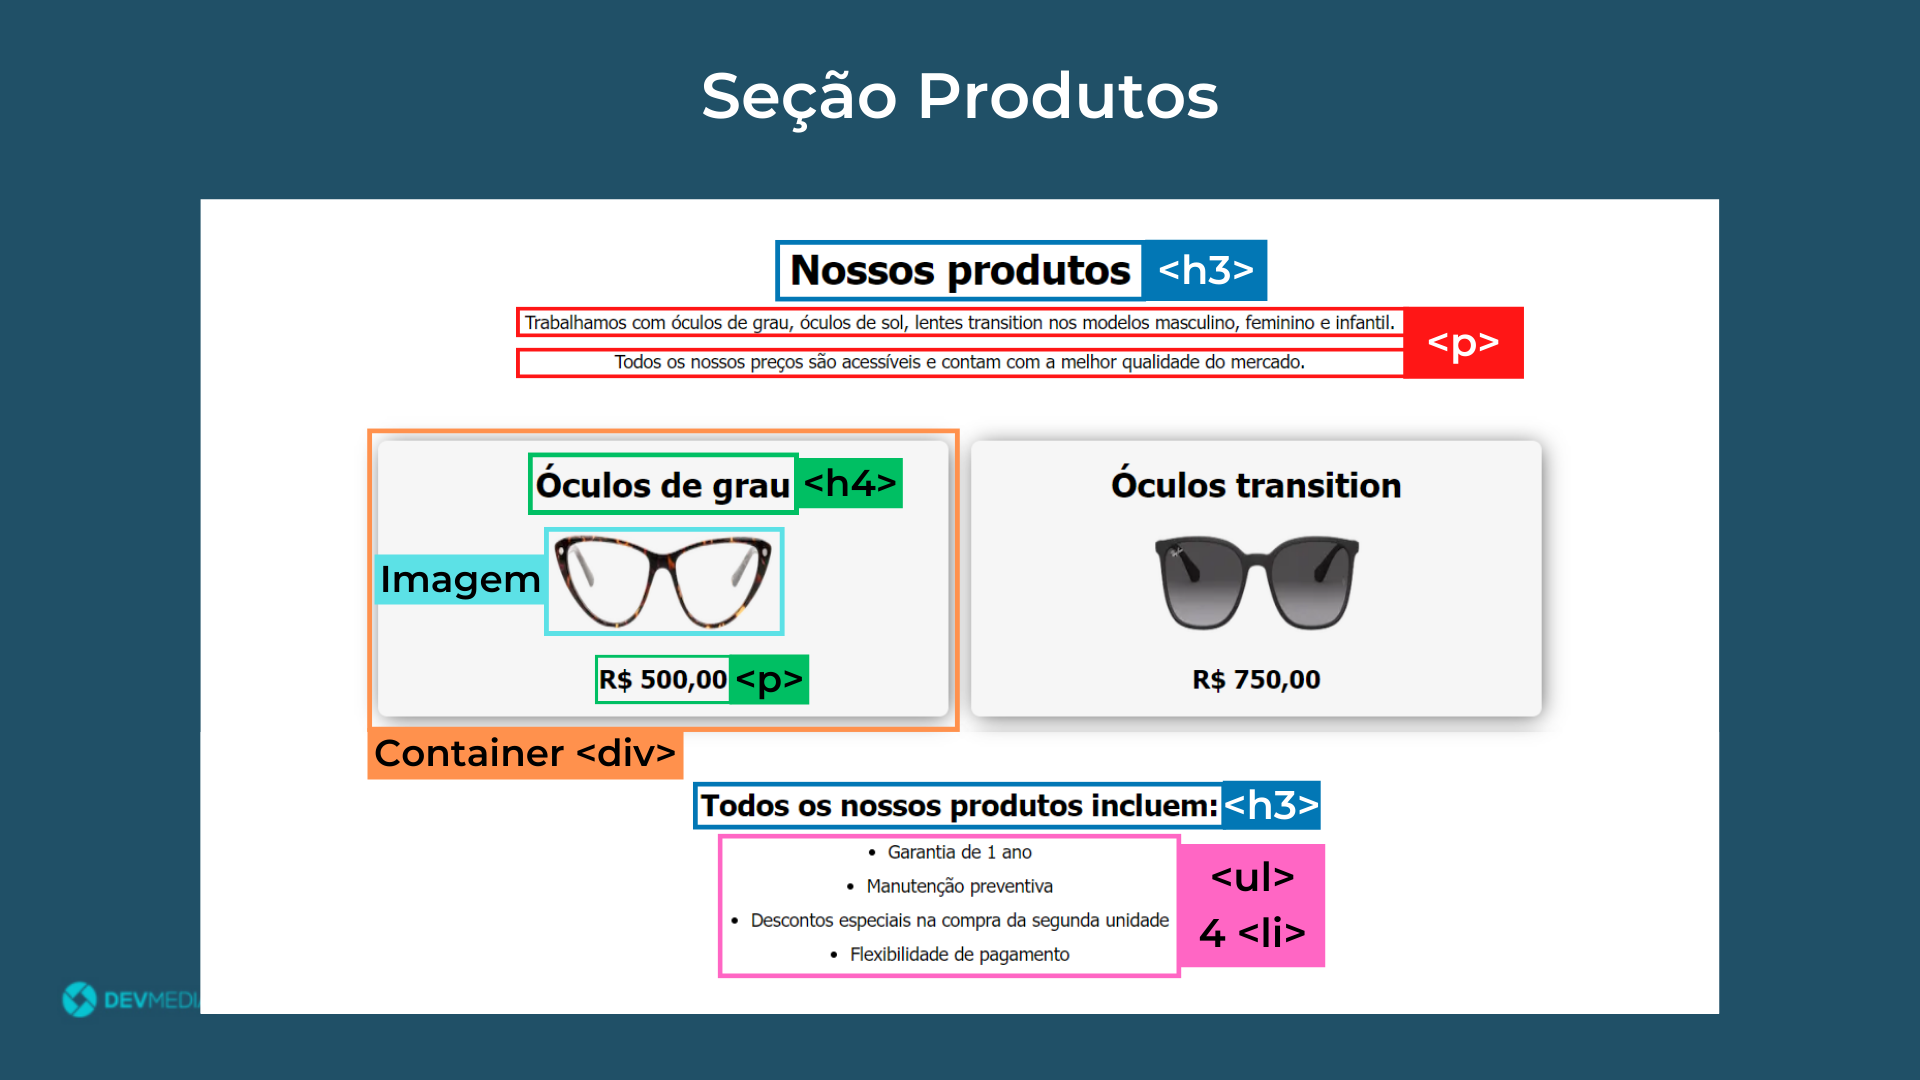 Seção Produtos
Nossos produtos <h3>
Trabalhamos com óculos de grau, óculos de sol, lentes transition nos modelos masculino, feminino e infantil.
<p>
Todos os nossos preços são acessíveis e contam com a melhor qualidade do mercado.
Óculos de grau <h4>
Imagem
R$ 500,00 <p>
Container <div>
Óculos transition
R$ 750,00
Todos os nossos produtos incluem: <h3>
• Garantia de 1 ano
• Manutenção preventiva
• Descontos especiais na compra da segunda unidade
• Flexibilidade de pagamento
<ul>
4 <li>
DEVMEDI